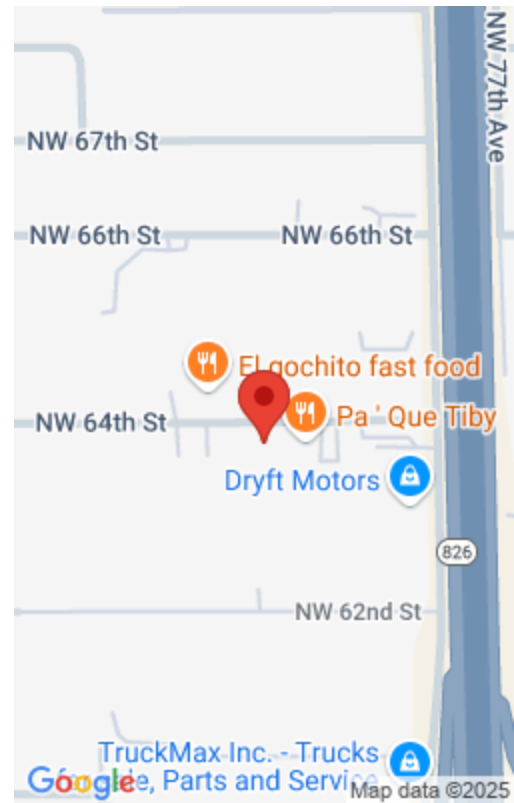 NW 77th Ave
NW 67th St
NW 66th St
NW 66th St
El gochito fast food
NW 64th St
Pa ' Que Tiby
Dryft Motors
826
NW 62nd St
TruckMax Inc. - Trucks
Parts and Service
Google
Map data ©2025